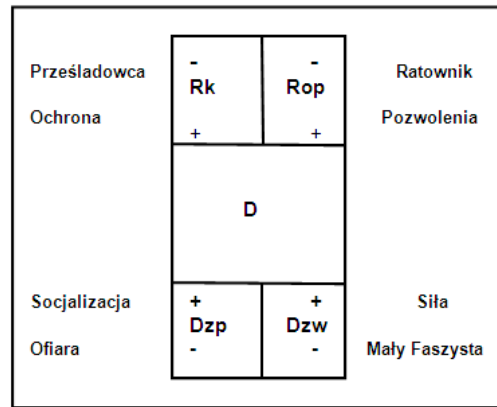 - -
Prześladowca Rk Rop Ratownik
Ochrona + + Pozwolenia
D
Socjalizacja + + Siła
Dzp Dzw
Ofiara - - Mały Faszysta